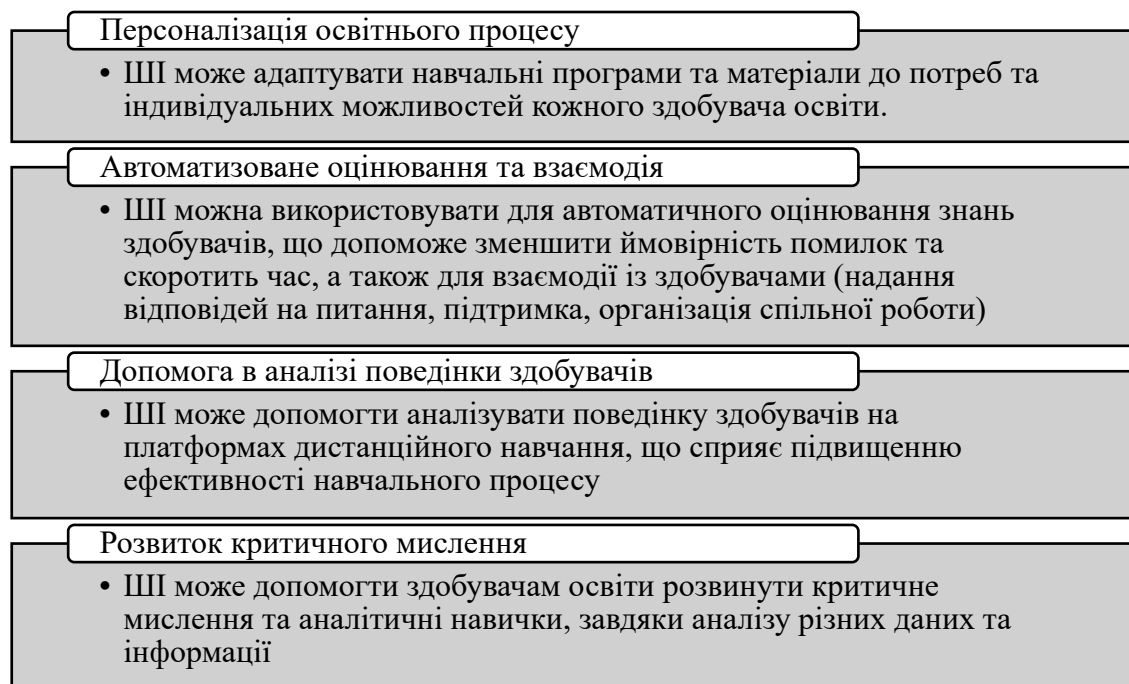 Персоналізація освітнього процесу
• ШІ може адаптувати навчальні програми та матеріали до потреб та
індивідуальних можливостей кожного здобувача освіти.
Автоматизоване оцінювання та взаємодія
• ШІ можна використовувати для автоматичного оцінювання знань
здобувачів, що допоможе зменшити ймовірність помилок та
скоротить час, а також для взаємодії із здобувачами (надання
відповідей на питання, підтримка, організація спільної роботи)
Допомога в аналізі поведінки здобувачів
• ШІ може допомогти аналізувати поведінку здобувачів на
платформах дистанційного навчання, що сприяє підвищенню
ефективності навчального процесу
Розвиток критичного мислення
• ШІ може допомогти здобувачам освіти розвинути критичне
мислення та аналітичні навички, завдяки аналізу різних даних та
інформації